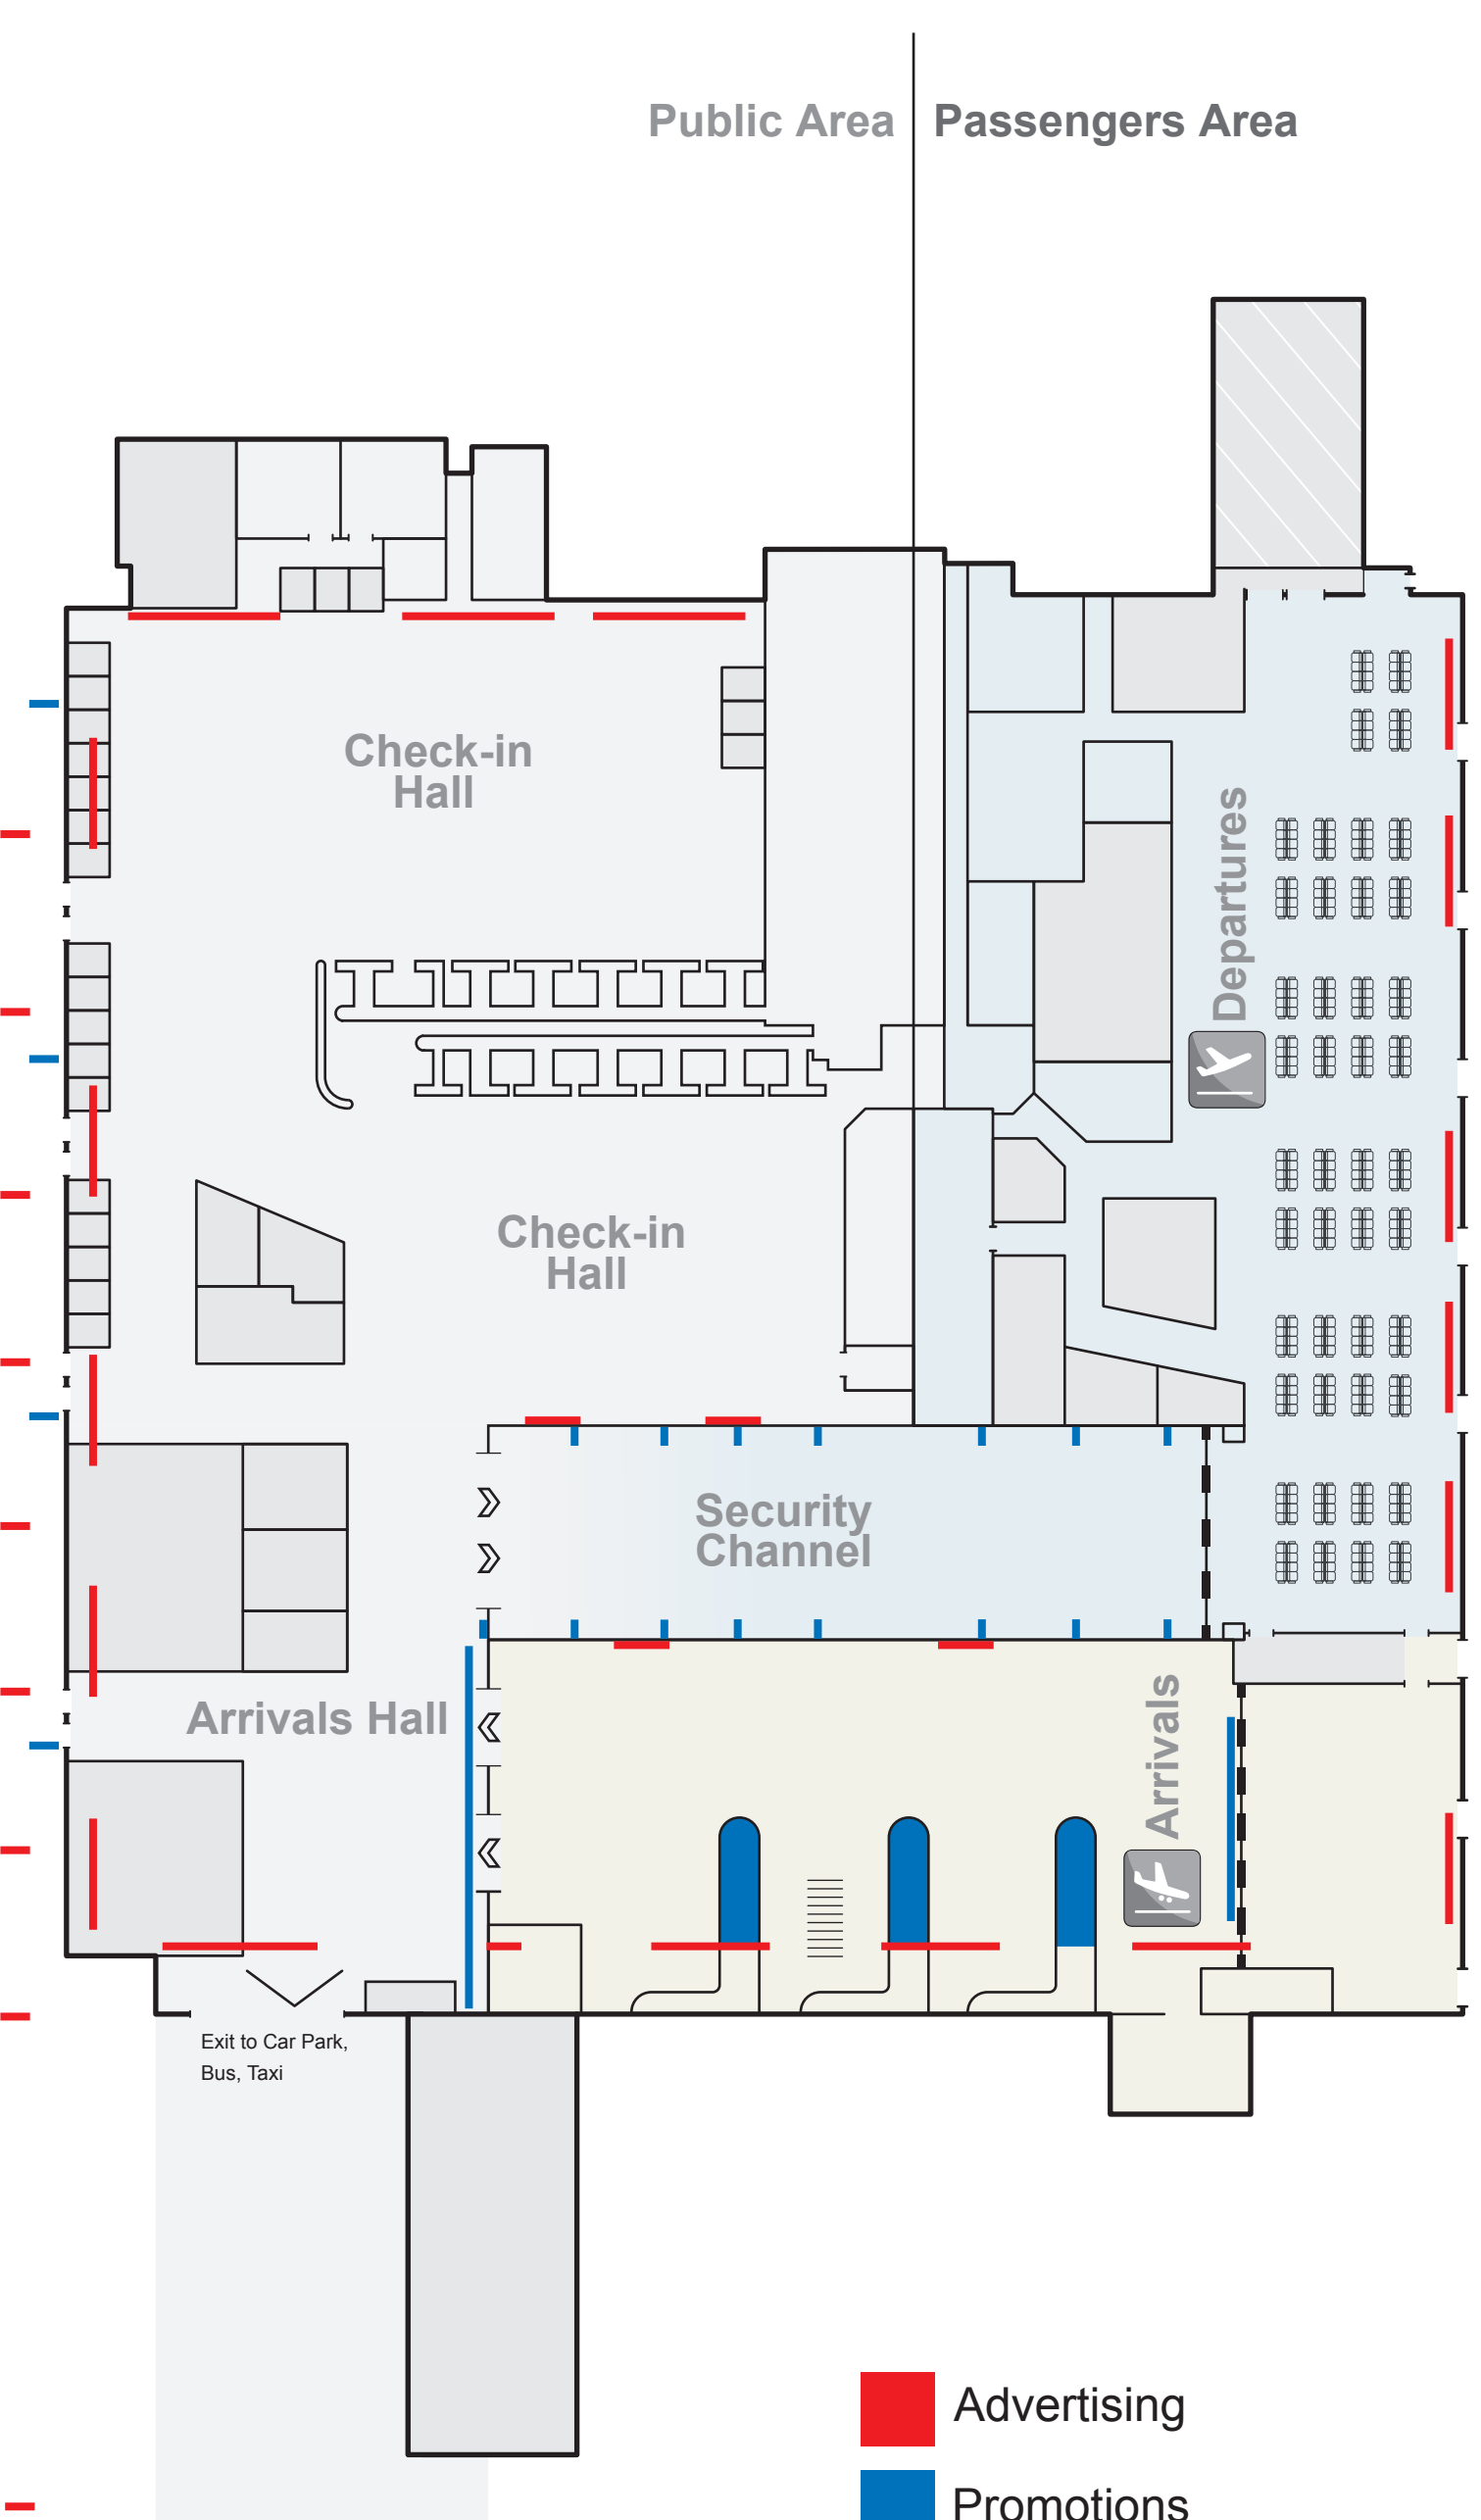 Public Area
Passengers Area
Check-in
Hall
Departures
Check-in
Hall
Security
Channel
Arrivals Hall
Arrivals
Exit to Car Park,
Bus, Taxi
Advertising
Promotions